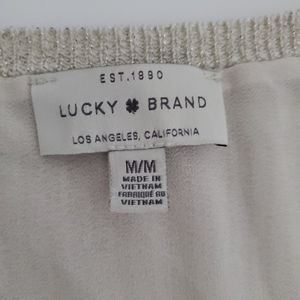 EST. 1990
LUCKY BRAND
LOS ANGELES, CALIFORNIA
M/M
MADE IN
VIETNAM
FABRIQUÉ AU
VIETNAM